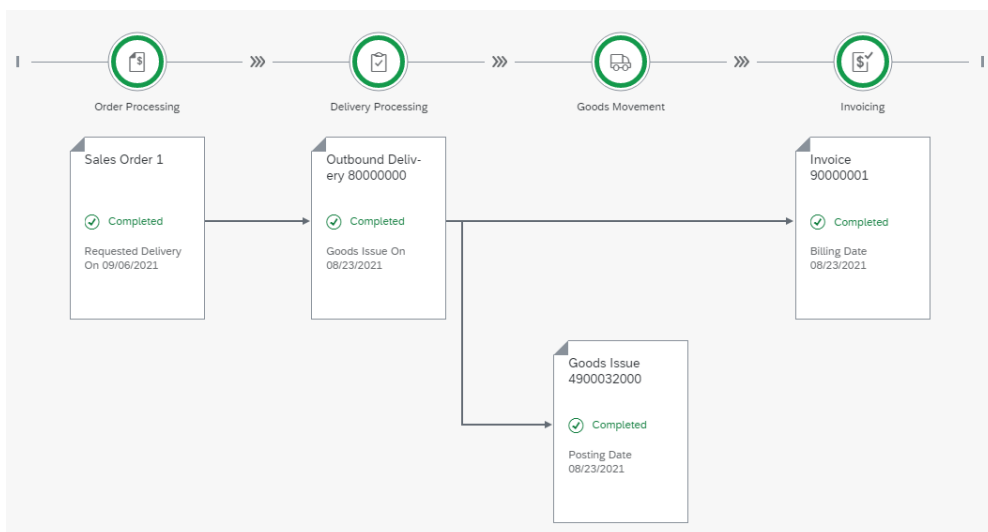 Order Processing
Delivery Processing
Goods Movement
Invoicing
Sales Order 1
Completed
Requested Delivery
On 09/06/2021
Outbound Deliv-
ery 80000000
Completed
Goods Issue On
08/23/2021
Invoice
90000001
Completed
Billing Date
08/23/2021
Goods Issue
4900032000
Completed
Posting Date
08/23/2021